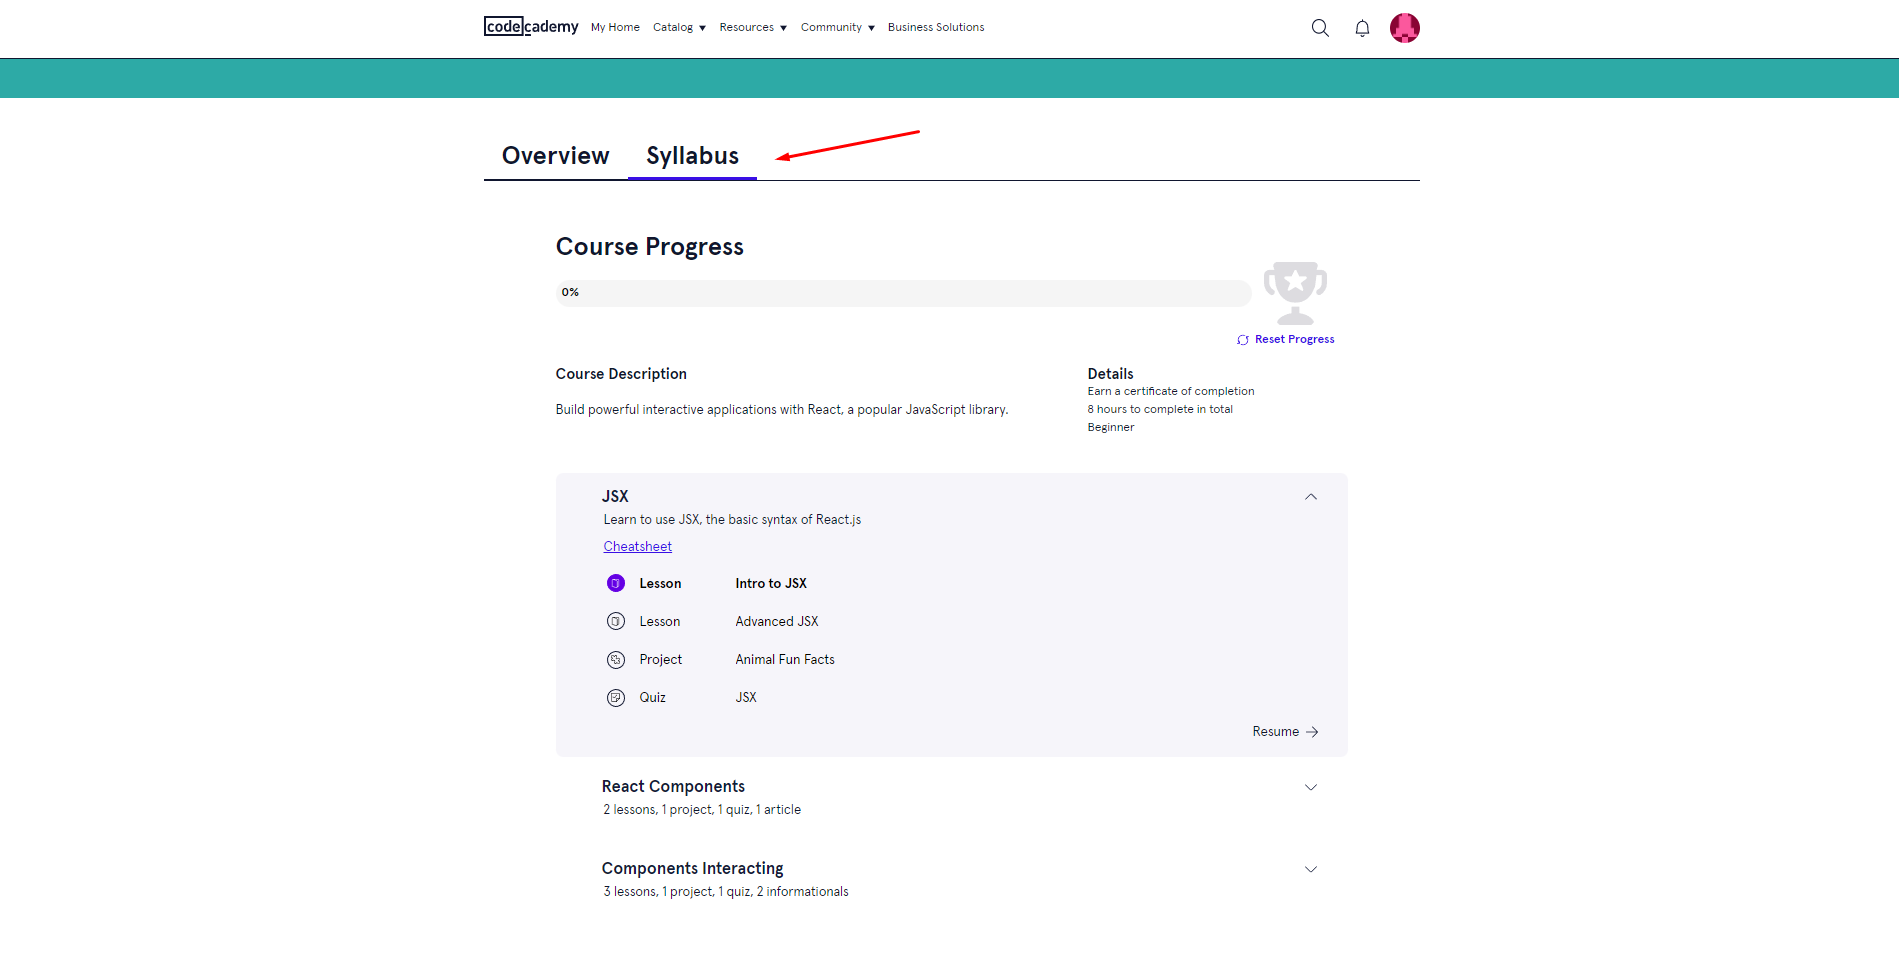 codecademy My Home Catalog Resources Community Business Solutions
Overview Syllabus
Course Progress
0%
Reset Progress
Course Description
Build powerful interactive applications with React, a popular JavaScript library.
Details
Earn a certificate of completion
8 hours to complete in total
Beginner
JSX
Learn to use JSX, the basic syntax of React.js
Cheatsheet
Lesson Intro to JSX
Lesson Advanced JSX
Project Animal Fun Facts
Quiz JSX
Resume
React Components
2 lessons, 1 project, 1 quiz, 1 article
Components Interacting
3 lessons, 1 project, 1 quiz, 2 informationals